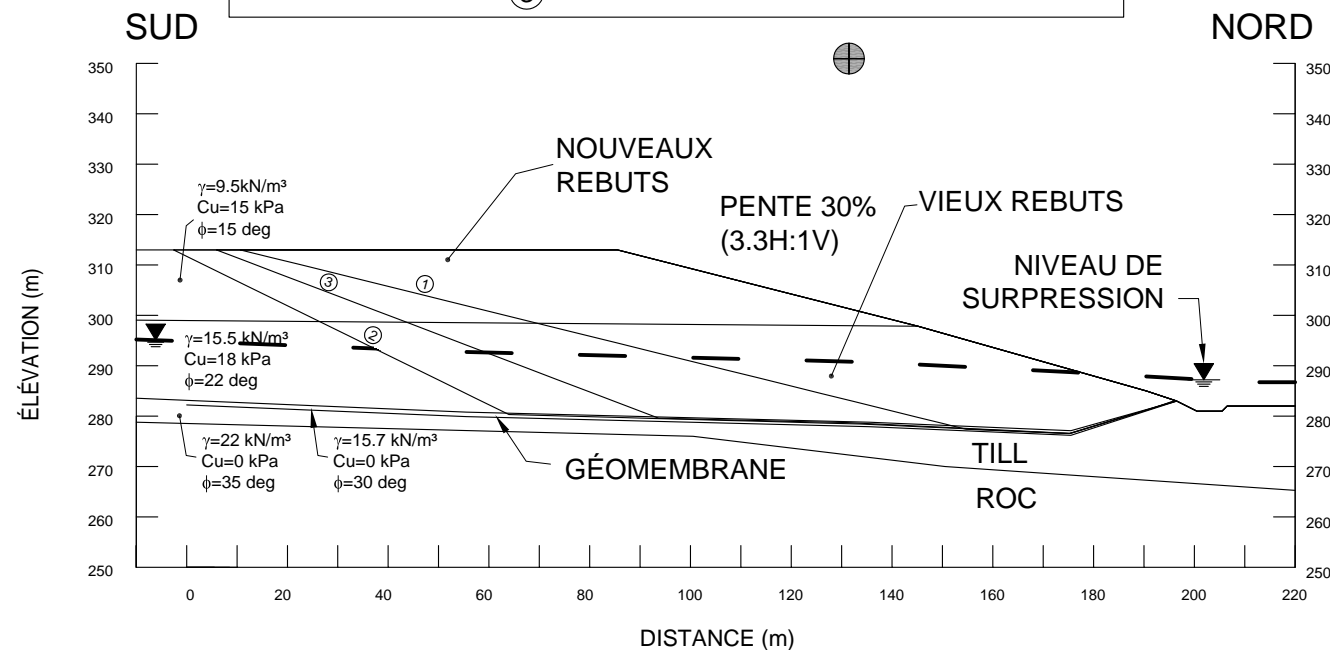 3
SUD
NORD
350
340
330
320
310
300
290
280
270
260
250
ÉLÉVATION (m)
γ=9.5kN/m³
Cu=15 kPa
ϕ=15 deg
NOUVEAUX
REBUTS
PENTE 30%
(3.3H:1V)
VIEUX REBUTS
NIVEAU DE
SURPRESSION
1
3
2
γ=15.5 kN/m³
Cu=18 kPa
ϕ=22 deg
γ=22 kN/m³
Cu=0 kPa
ϕ=35 deg
γ=15.7 kN/m³
Cu=0 kPa
ϕ=30 deg
GÉOMEMBRANE
TILL
ROC
350
340
330
320
310
300
290
280
270
260
250
0 20 40 60 80 100 120 140 160 180 200 220
DISTANCE (m)